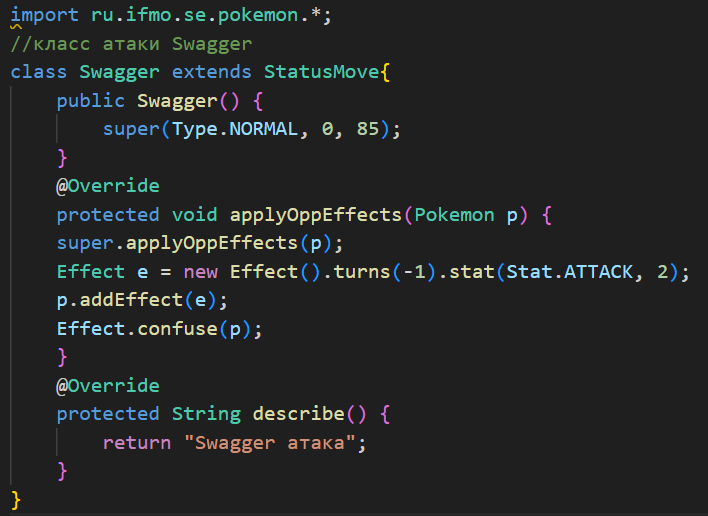 import ru.ifmo.se.pokemon.*;
//класс атаки Swagger
class Swagger extends StatusMove{
    public Swagger() {
        super(Type.NORMAL, 0, 85);
    }
    @Override
    protected void applyOppEffects(Pokemon p) {
    super.applyOppEffects(p);
    Effect e = new Effect().turns(-1).stat(Stat.ATTACK, 2);
    p.addEffect(e);
    Effect.confuse(p);
    }
    @Override
    protected String describe() {
        return "Swagger атака";
    }
}